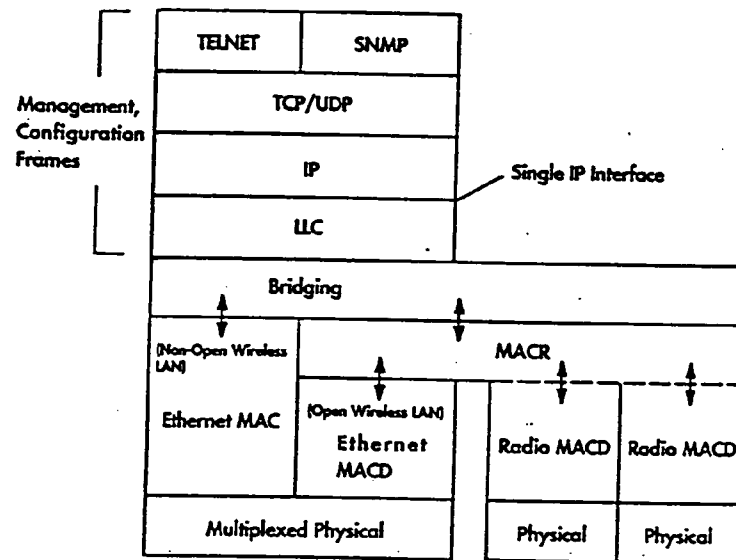 TELNET SNMP
Management,
Configuration
Frames
TCP/UDP
IP
Single IP Interface
LLC
Bridging
(Non-Open Wireless
LAN)
MACR
Ethernet MAC
(Open Wireless LAN)
Ethernet
MACD
Radio MACD Radio MACD
Multiplexed Physical
Physical Physical